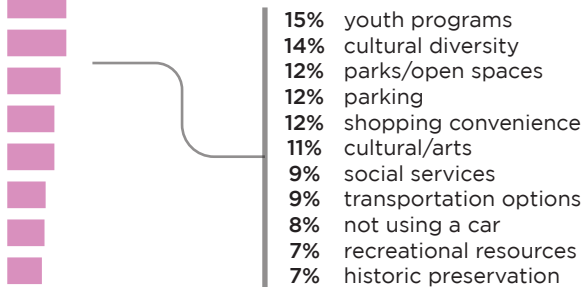 15% youth programs
14% cultural diversity
12% parks/open spaces
12% parking
12% shopping convenience
11% cultural/arts
9% social services
9% transportation options
8% not using a car
7% recreational resources
7% historic preservation